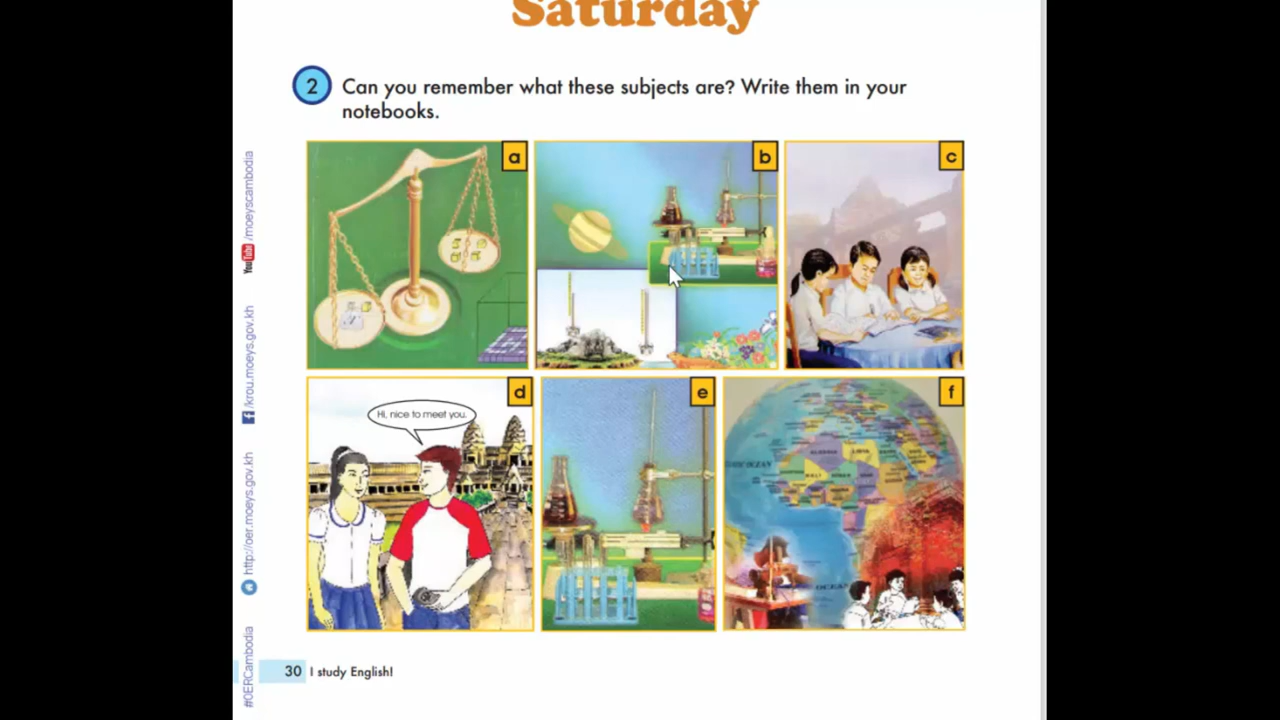 Saturday
2 Can you remember what these subjects are? Write them in your
notebooks.
a
b
c
d
Hi, nice to meet you.
e
f
OCEAN
30 I study English!
YouTube /moeyscambodia
/krou.moeys.gov.kh
http://oer.moeys.gov.kh
#OERCambodia